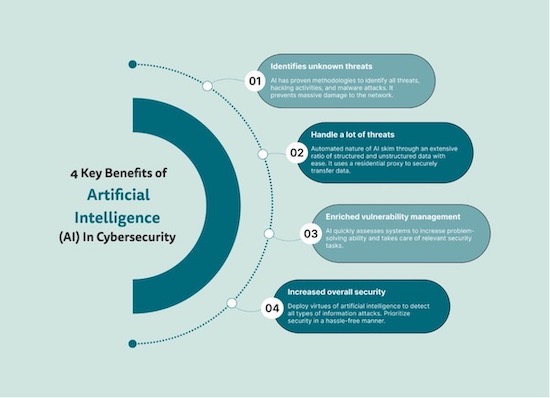 4 Key Benefits of
Artificial
Intelligence
(AI) In Cybersecurity
01
Identifies unknown threats
AI has proven methodologies to identify all threats,
hacking activities, and malware attacks. It
prevents massive damage to the network.
02
Handle a lot of threats
Automated nature of AI skim through an extensive
ratio of structured and unstructured data with
ease. It uses a residential proxy to securely
transfer data.
03
Enriched vulnerability management
AI quickly assesses systems to increase problem-
solving ability and takes care of relevant security
tasks.
04
Increased overall security
Deploy virtues of artificial intelligence to detect
all types of information attacks. Prioritize
security in a hassle-free manner.